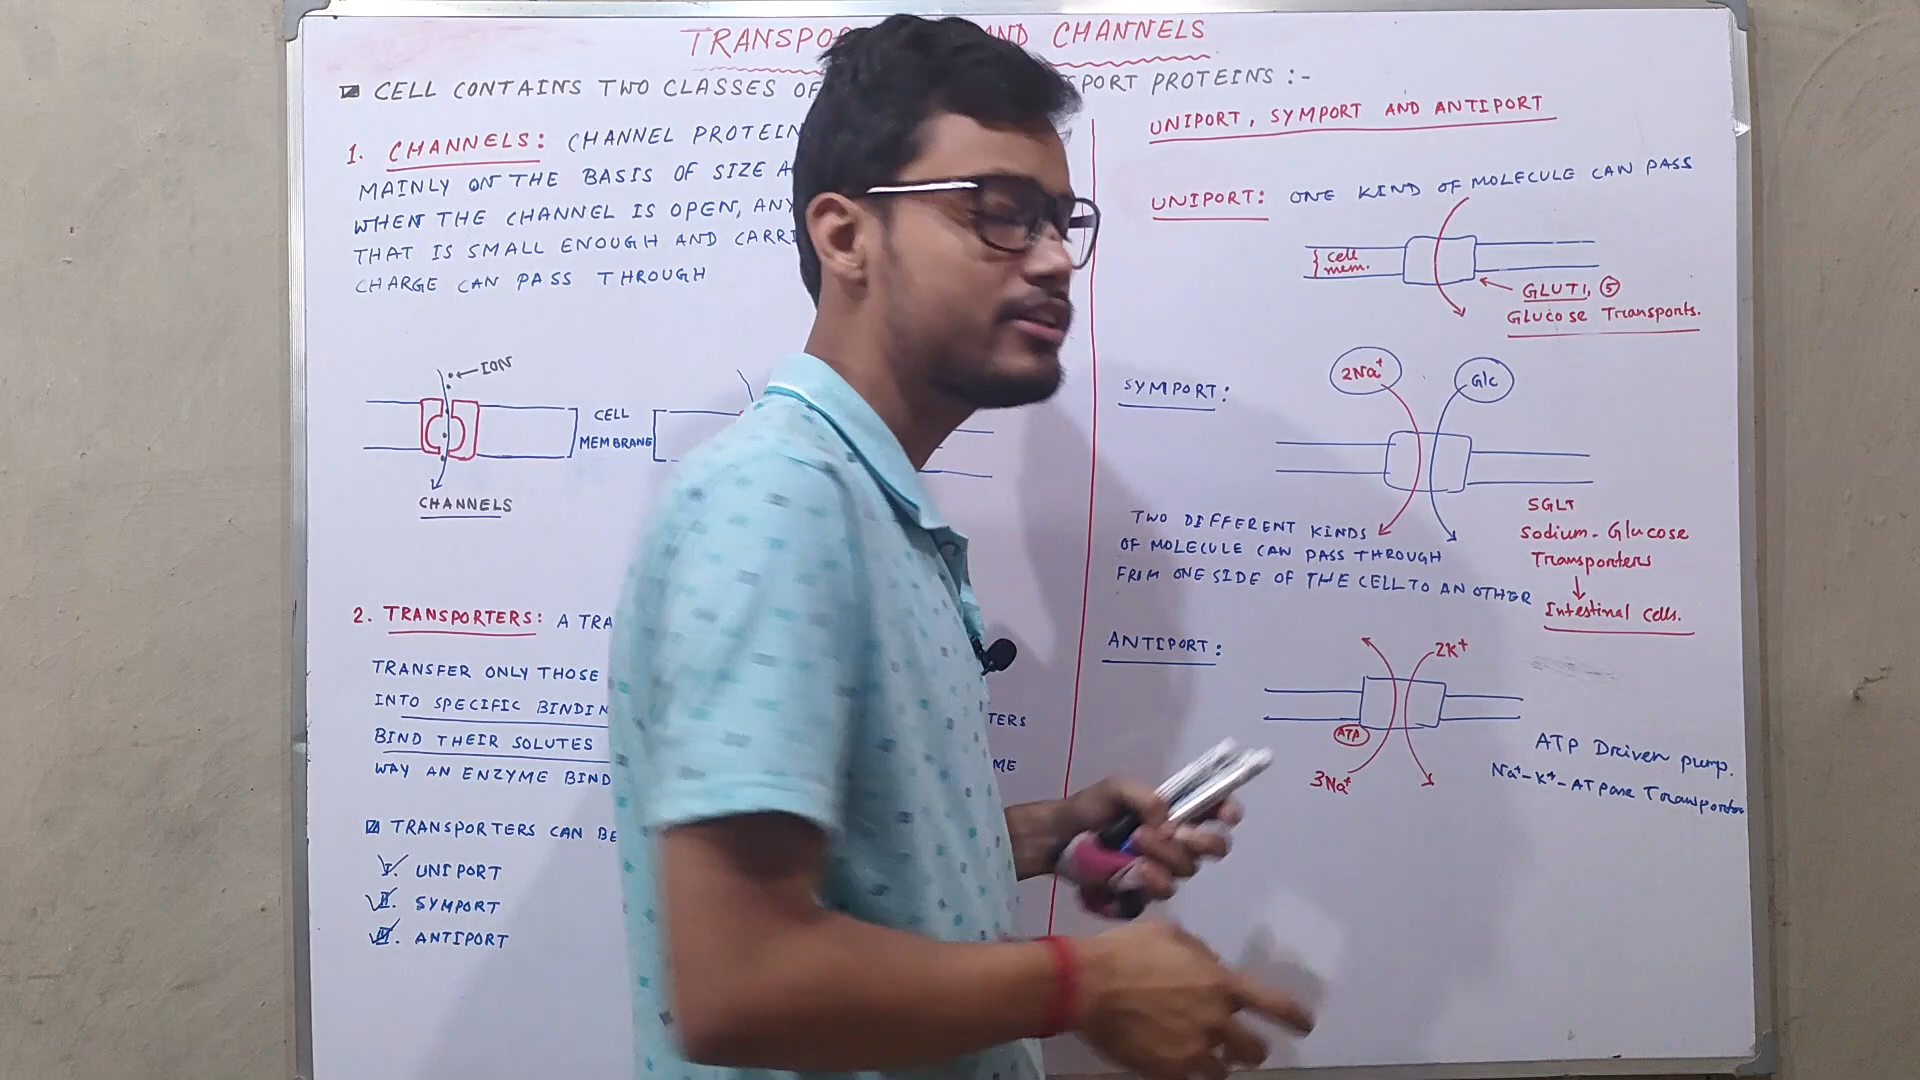 TRANSPO AND CHANNELS
CELL CONTAINS TWO CLASSES OF SPORT PROTEINS :-
1. CHANNELS: CHANNEL PROTEIN
MAINLY ON THE BASIS OF SIZE A
WHEN THE CHANNEL IS OPEN, ANY
THAT IS SMALL ENOUGH AND CARRI
CHARGE CAN PASS THROUGH
ION
CELL
MEMBRANE
CHANNELS
2. TRANSPORTERS: A TRA
TRANSFER ONLY THOSE
INTO SPECIFIC BINDIN TERS
BIND THEIR SOLUTES ME
WAY AN ENZYME BIND
TRANSPORTERS CAN BE
I. UNIPORT
II. SYMPORT
III. ANTIPORT
UNIPORT, SYMPORT AND ANTIPORT
UNIPORT: ONE KIND OF MOLECULE CAN PASS
cell
mem.
GLUT1, 5
Glucose Transports.
SYMPORT:
2Na+
Glc
SGLT
Sodium-Glucose
Transporters
Intestinal cells.
TWO DIFFERENT KINDS
OF MOLECULE CAN PASS THROUGH
FROM ONE SIDE OF THE CELL TO AN OTHER
ANTIPORT:
2K+
ATP
3Na+
ATP Driven pump.
Na+-K+-ATpase Transporter